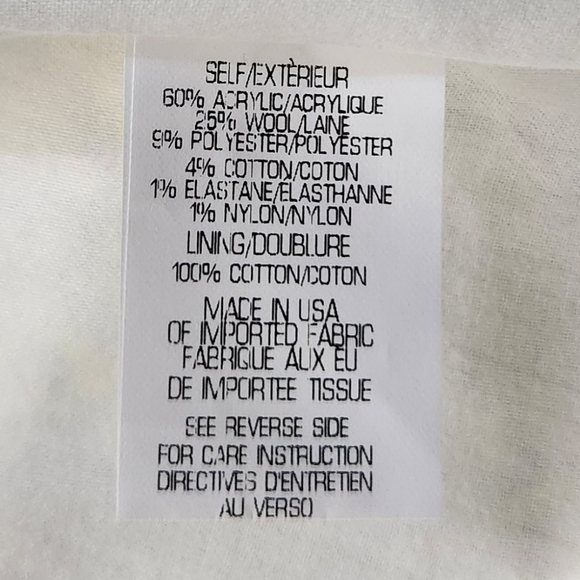 SELF/EXTÈRIEUR
60% ACRYLIC/ACRYLIQUE
25% WOOL/LAINE
9% POLYESTER/POLYESTER
4% COTTON/COTON
1% ELASTANE/ELASTHANNE
1% NYLON/NYLON
LINING/DOUBLURE
100% COTTON/COTON
MADE IN USA
OF IMPORTED FABRIC
FABRIQUE AUX EU
DE IMPORTEE TISSUE
SEE REVERSE SIDE
FOR CARE INSTRUCTION
DIRECTIVES D'ENTRETIEN
AU VERSO